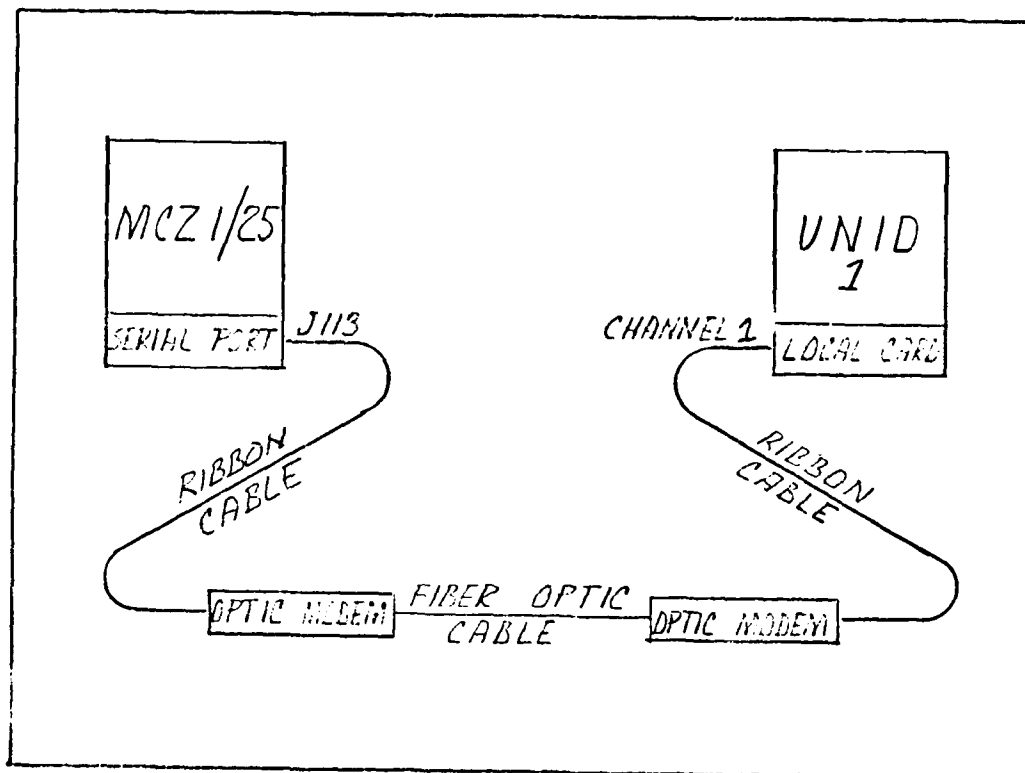 MCZ 1/25
SERIAL PORT
J113
UNID
1
CHANNEL 1
LOCAL CARD
RIBBON
CABLE
RIBBON
CABLE
OPTIC MODEM
FIBER OPTIC
CABLE
OPTIC MODEM